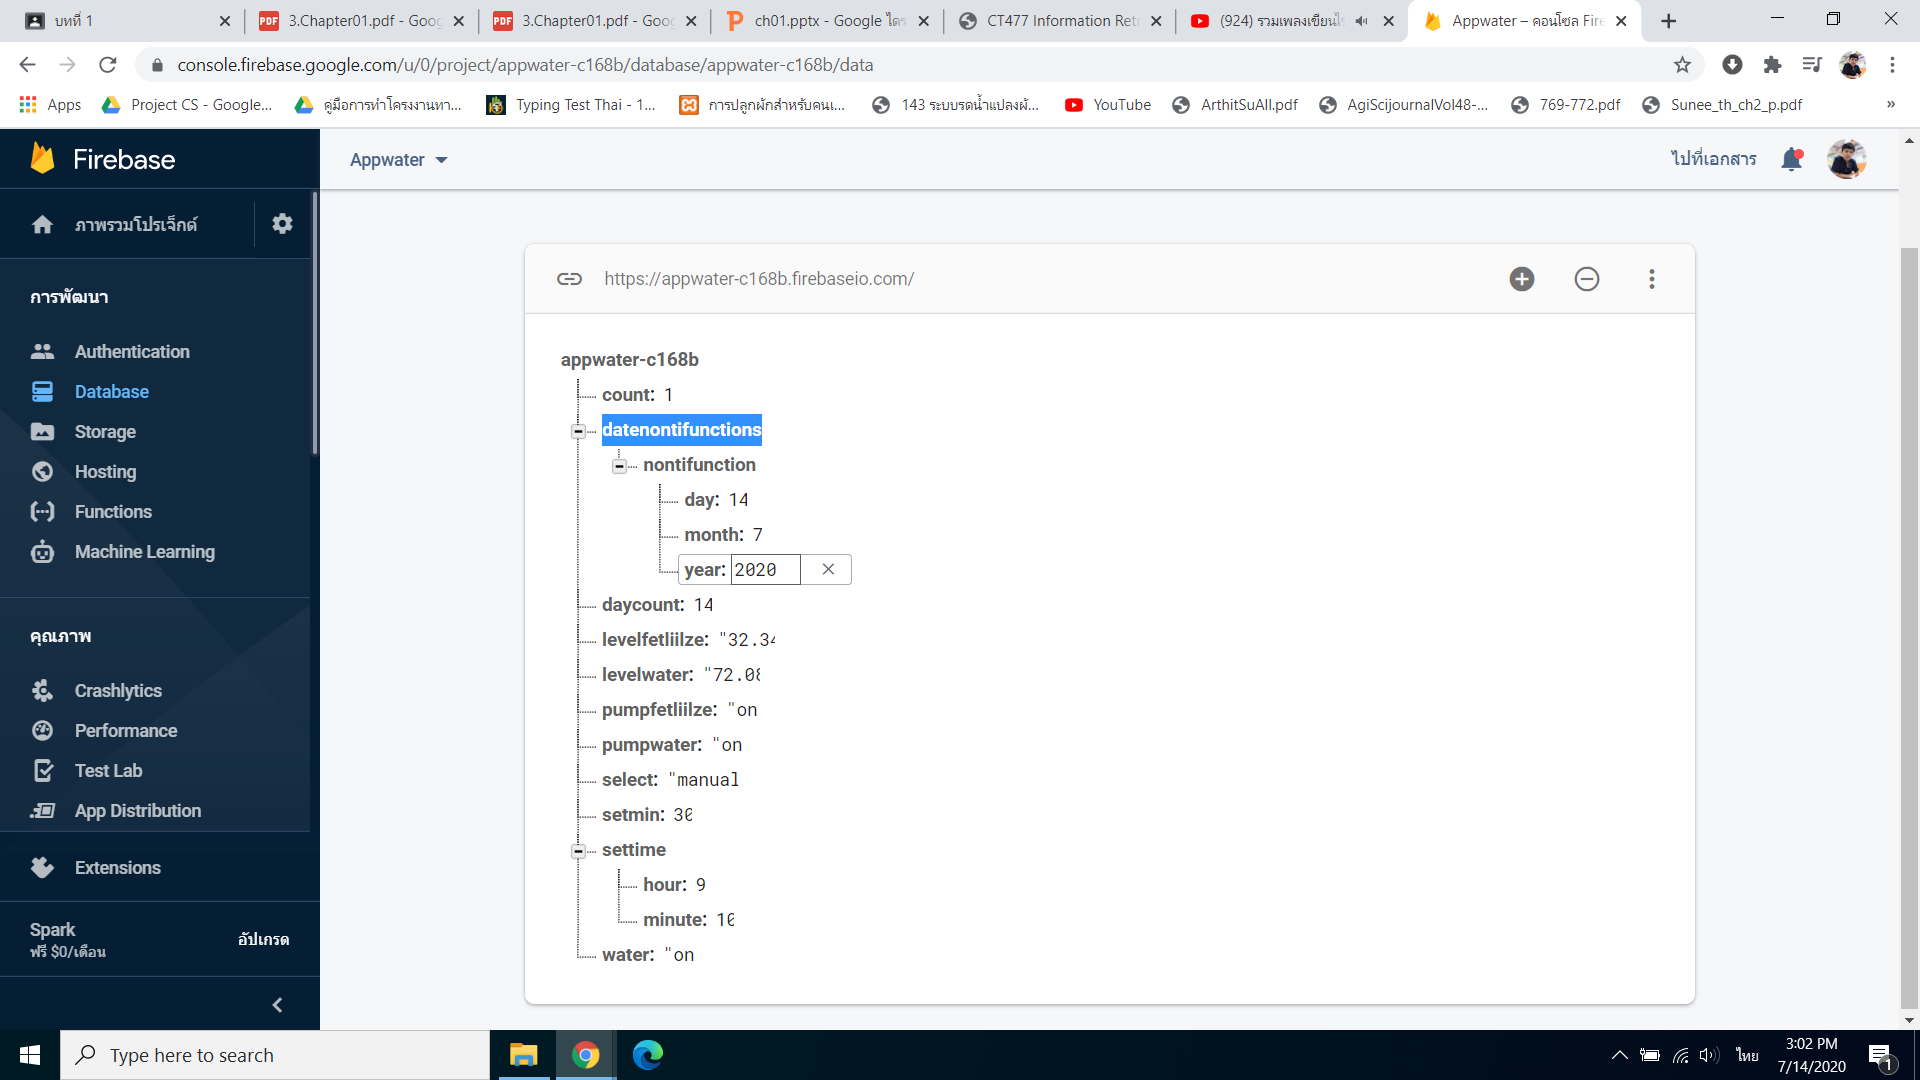 บทที่ 1
3.Chapter01.pdf - Goog
3.Chapter01.pdf - Goog
ch01.pptx - Google ไดร
CT477 Information Retr
(924) รวมเพลงเขียนไข
Appwater – คอนโซล Fire
console.firebase.google.com/u/0/project/appwater-c168b/database/appwater-c168b/data
Apps
Project CS - Google...
คู่มือการทำโครงงานทา...
Typing Test Thai - 1...
การปลูกผักสำหรับคนเ...
143 ระบบรดน้ำแปลงผั...
YouTube
ArthitSuAll.pdf
AgiScijournalVol48-...
769-772.pdf
Sunee_th_ch2_p.pdf
»
Firebase
Appwater
ไปที่เอกสาร
ภาพรวมโปรเจ็กต์
การพัฒนา
Authentication
Database
Storage
Hosting
Functions
Machine Learning
คุณภาพ
Crashlytics
Performance
Test Lab
App Distribution
Extensions
Spark
ฟรี $0/เดือน
อัปเกรด
https://appwater-c168b.firebaseio.com/
appwater-c168b
count: 1
datenontifunctions
nontifunction
day: 14
month: 7
year: 2020
daycount: 14
levelfetliilze: "32.34
levelwater: "72.08
pumpfetliilze: "on
pumpwater: "on
select: "manual
setmin: 30
settime
hour: 9
minute: 10
water: "on
Type here to search
ไทย
3:02 PM
7/14/2020
1